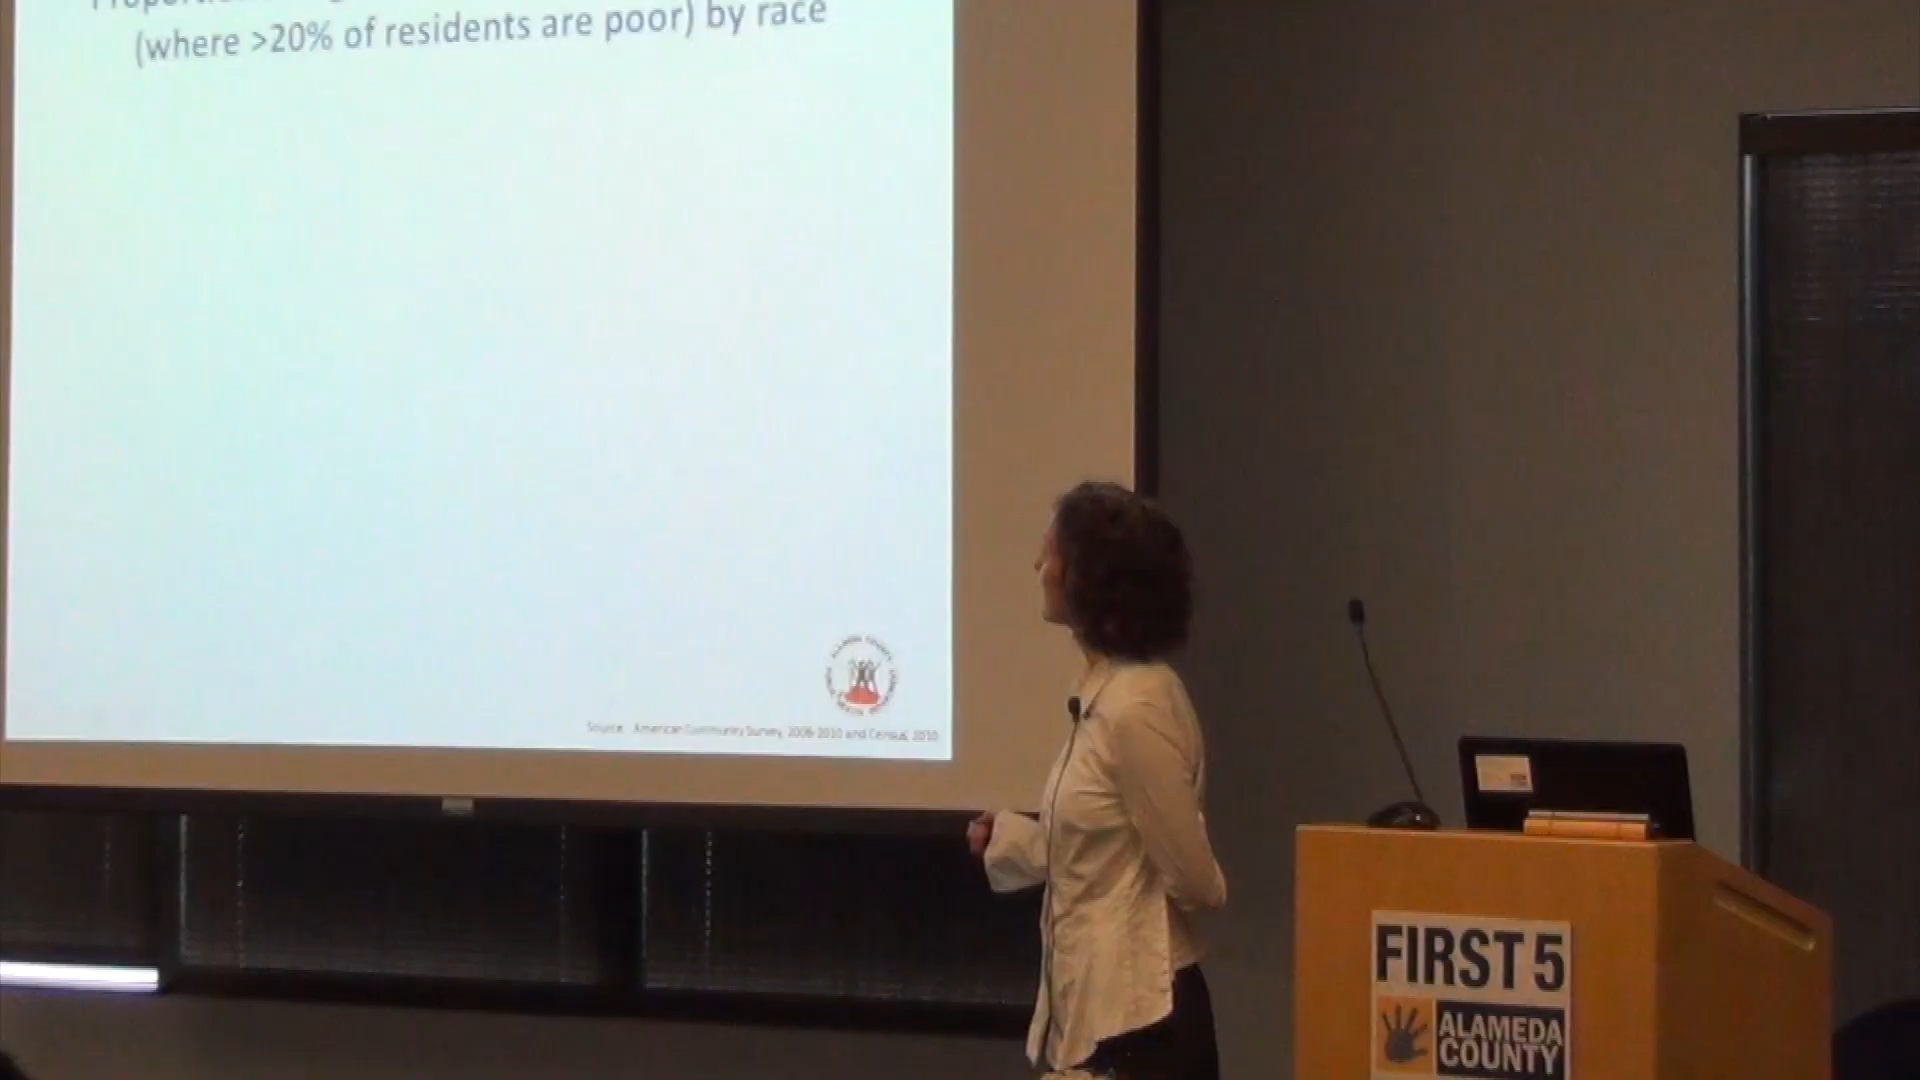 (where >20% of residents are poor) by race
Source: American Community Survey, 2006-2010 and Census, 2010
FIRST 5
ALAMEDA
COUNTY